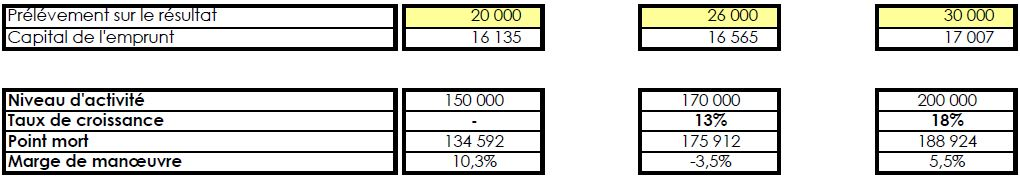 Prélévement sur le résultat 20 000 26 000 30 000
Capital de l'emprunt 16 135 16 565 17 007
Niveau d'activité 150 000 170 000 200 000
Taux de croissance - 13% 18%
Point mort 134 592 175 912 188 924
Marge de manœuvre 10,3% -3,5% 5,5%